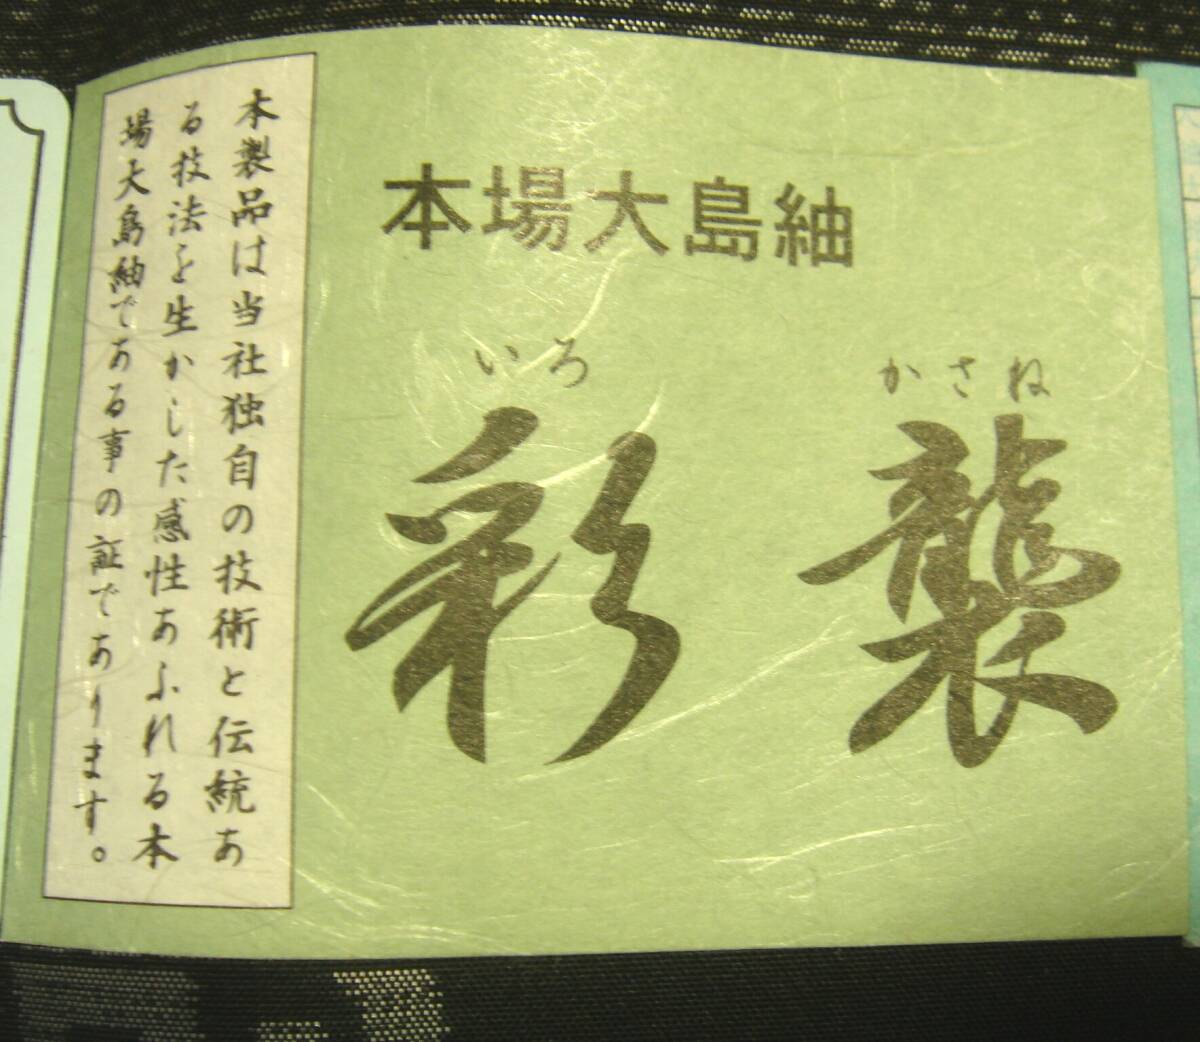 本場大島紬
いろ かさね
彩 襲
本製品は当社独自の技術と伝統あ
る技法を生かした感性あふれる本
場大島紬である事の証であります。